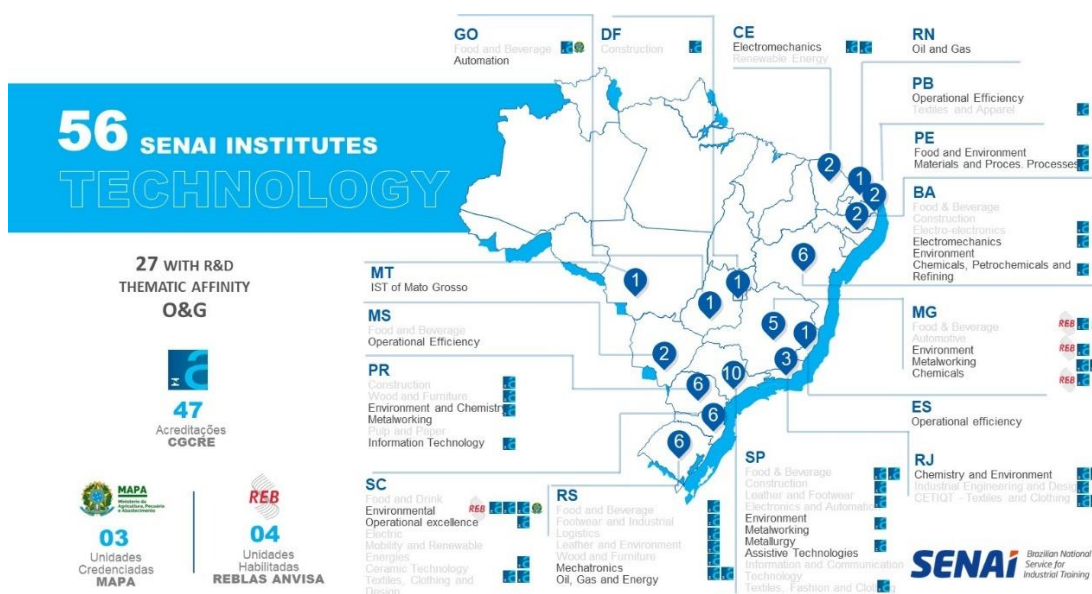 56 SENAI INSTITUTES
TECHNOLOGY
27 WITH R&D
THEMATIC AFFINITY
O&G
47
Acreditações
CGCRE
MAPA
Ministério da
Agricultura, Pecuária
e Abastecimento
03
Unidades
Credenciadas
MAPA
REB
04
Unidades
Habilitadas
REBLAS ANVISA
GO
Food and Beverage
Automation
DF
Construction
CE
Electromechanics
Renewable Energy
RN
Oil and Gas
PB
Operational Efficiency
Textiles and Apparel
PE
Food and Environment
Materials and Proces. Processes
BA
Food & Beverage
Construction
Electro-electronics
Electromechanics
Environment
Chemicals, Petrochemicals and
Refining
MT
IST of Mato Grosso
MS
Food and Beverage
Operational Efficiency
PR
Construction
Wood and Furniture
Environment and Chemistry
Metalworking
Pulp and Paper
Information Technology
SC
Food and Drink
Environmental
REB
Operational excellence
Electric
Mobility and Renewable
Energies
Ceramic Technology
Textiles, Clothing and
Design
RS
Food and Beverage
Footwear and Industrial
Logistics
Leather and Environment
Wood and Furniture
Mechatronics
Oil, Gas and Energy
SP
Food & Beverage
Construction
Leather and Footwear
Electronics and Automation
Environment
Metalworking
Metallurgy
Assistive Technologies
Information and Communication
Technology
Textiles, Fashion and Clothing
MG
Food & Beverage
REB
Automotive
Environment
REB
Metalworking
Chemicals
REB
ES
Operational efficiency
RJ
Chemistry and Environment
Industrial Engineering and Design
CETIQT - Textiles and Clothing
2
1
2
2
6
1
1
1
5
1
2
3
10
6
6
6
SENAI
Brazilian National
Service for
Industrial Training